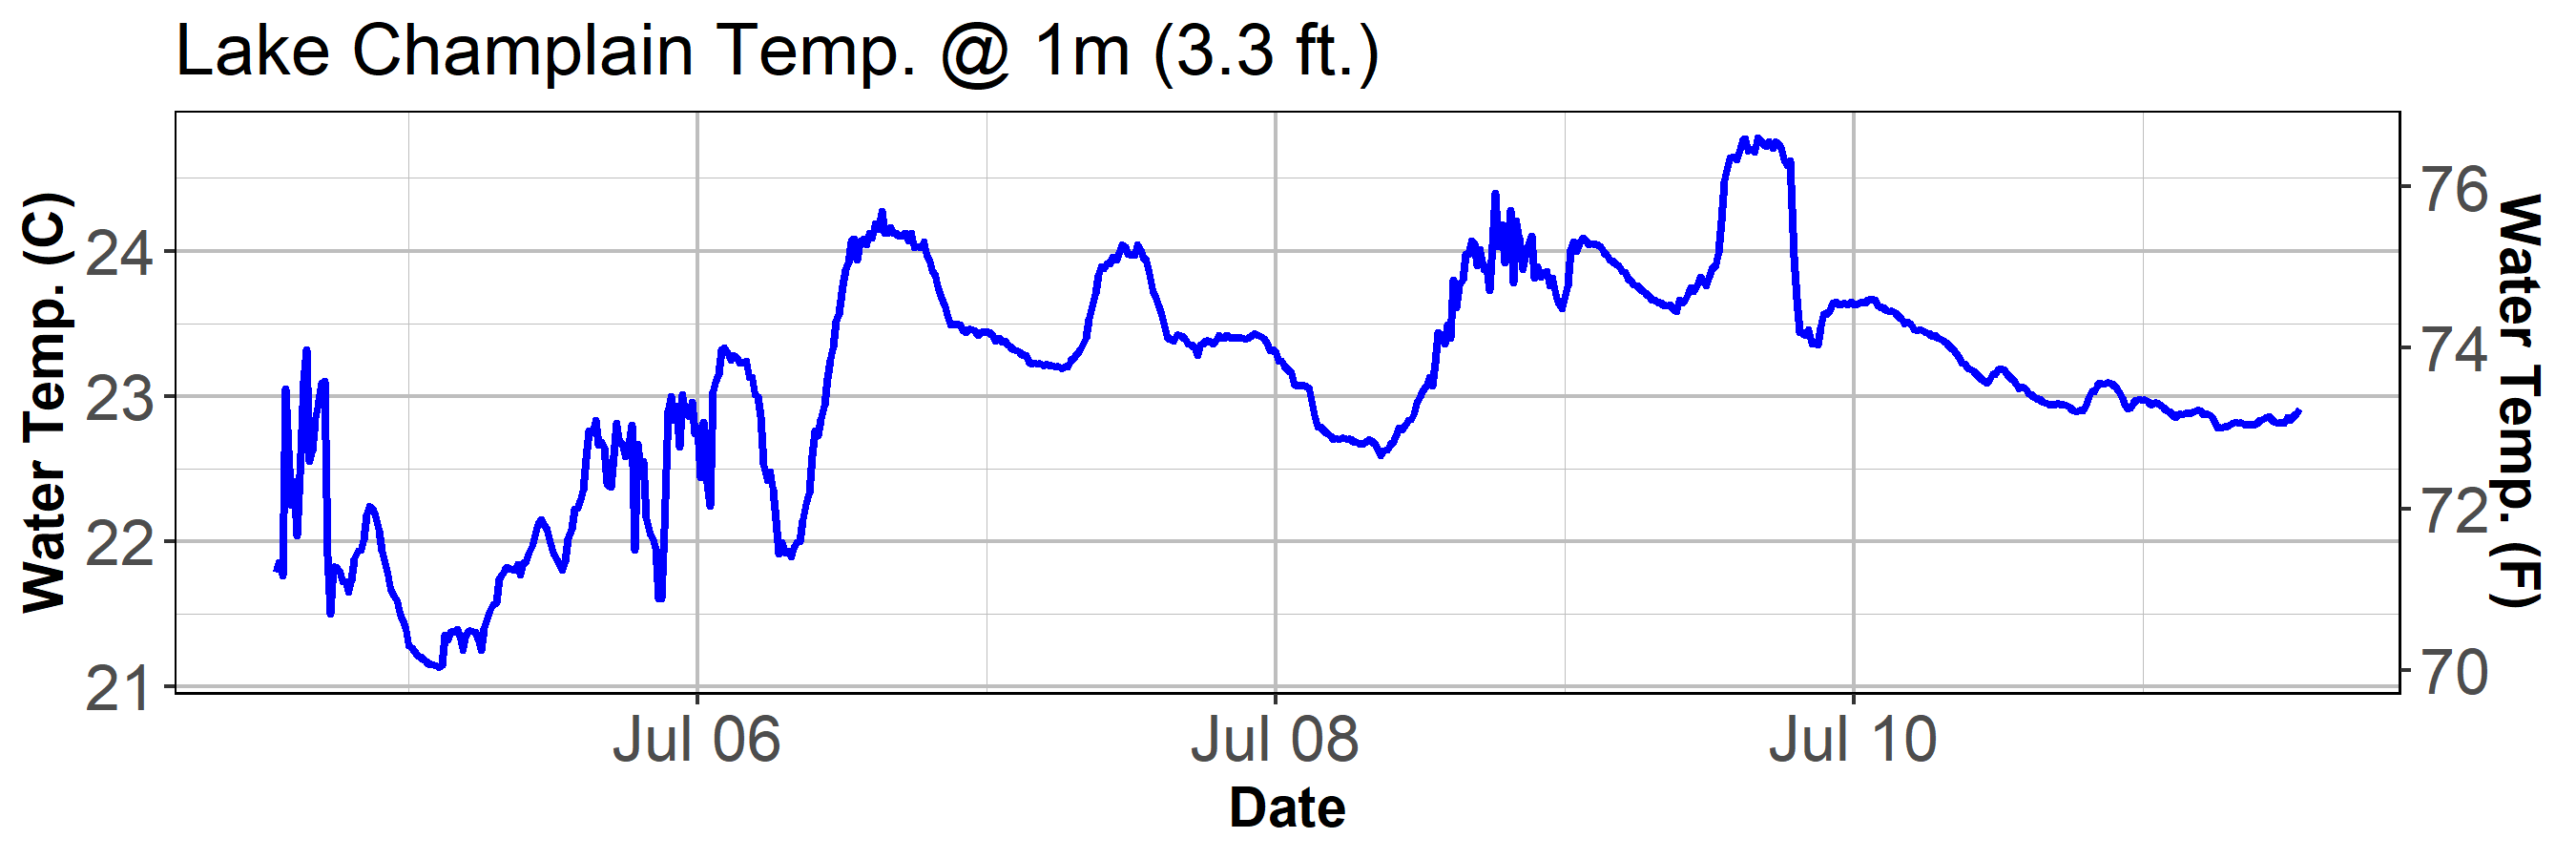 Lake Champlain Temp. @ 1m (3.3 ft.)
Water Temp. (C)
24
23
22
21
76
74
72
70
Water Temp. (F)
Jul 06
Jul 08
Jul 10
Date